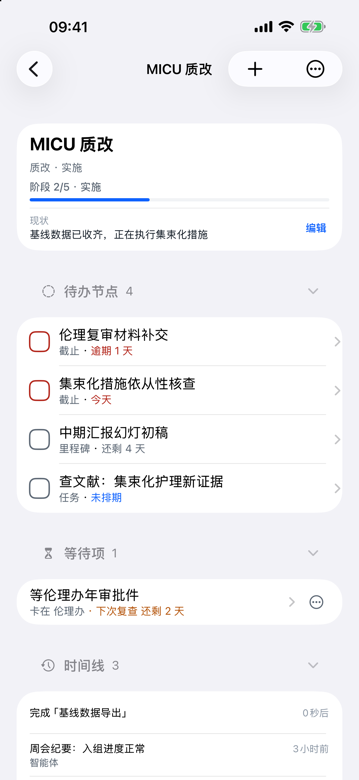 09:41
MICU 质改
MICU 质改
质改 · 实施
阶段 2/5 · 实施
现状
基线数据已收齐，正在执行集束化措施
编辑
待办节点 4
伦理复审材料补交
截止 · 逾期 1 天
集束化措施依从性核查
截止 · 今天
中期汇报幻灯初稿
里程碑 · 还剩 4 天
查文献：集束化护理新证据
任务 · 未排期
等待项 1
等伦理办年审批件
卡在 伦理办 · 下次复查 还剩 2 天
时间线 3
完成「基线数据导出」
0 秒后
周会纪要：入组进度正常
3 小时前
智能体